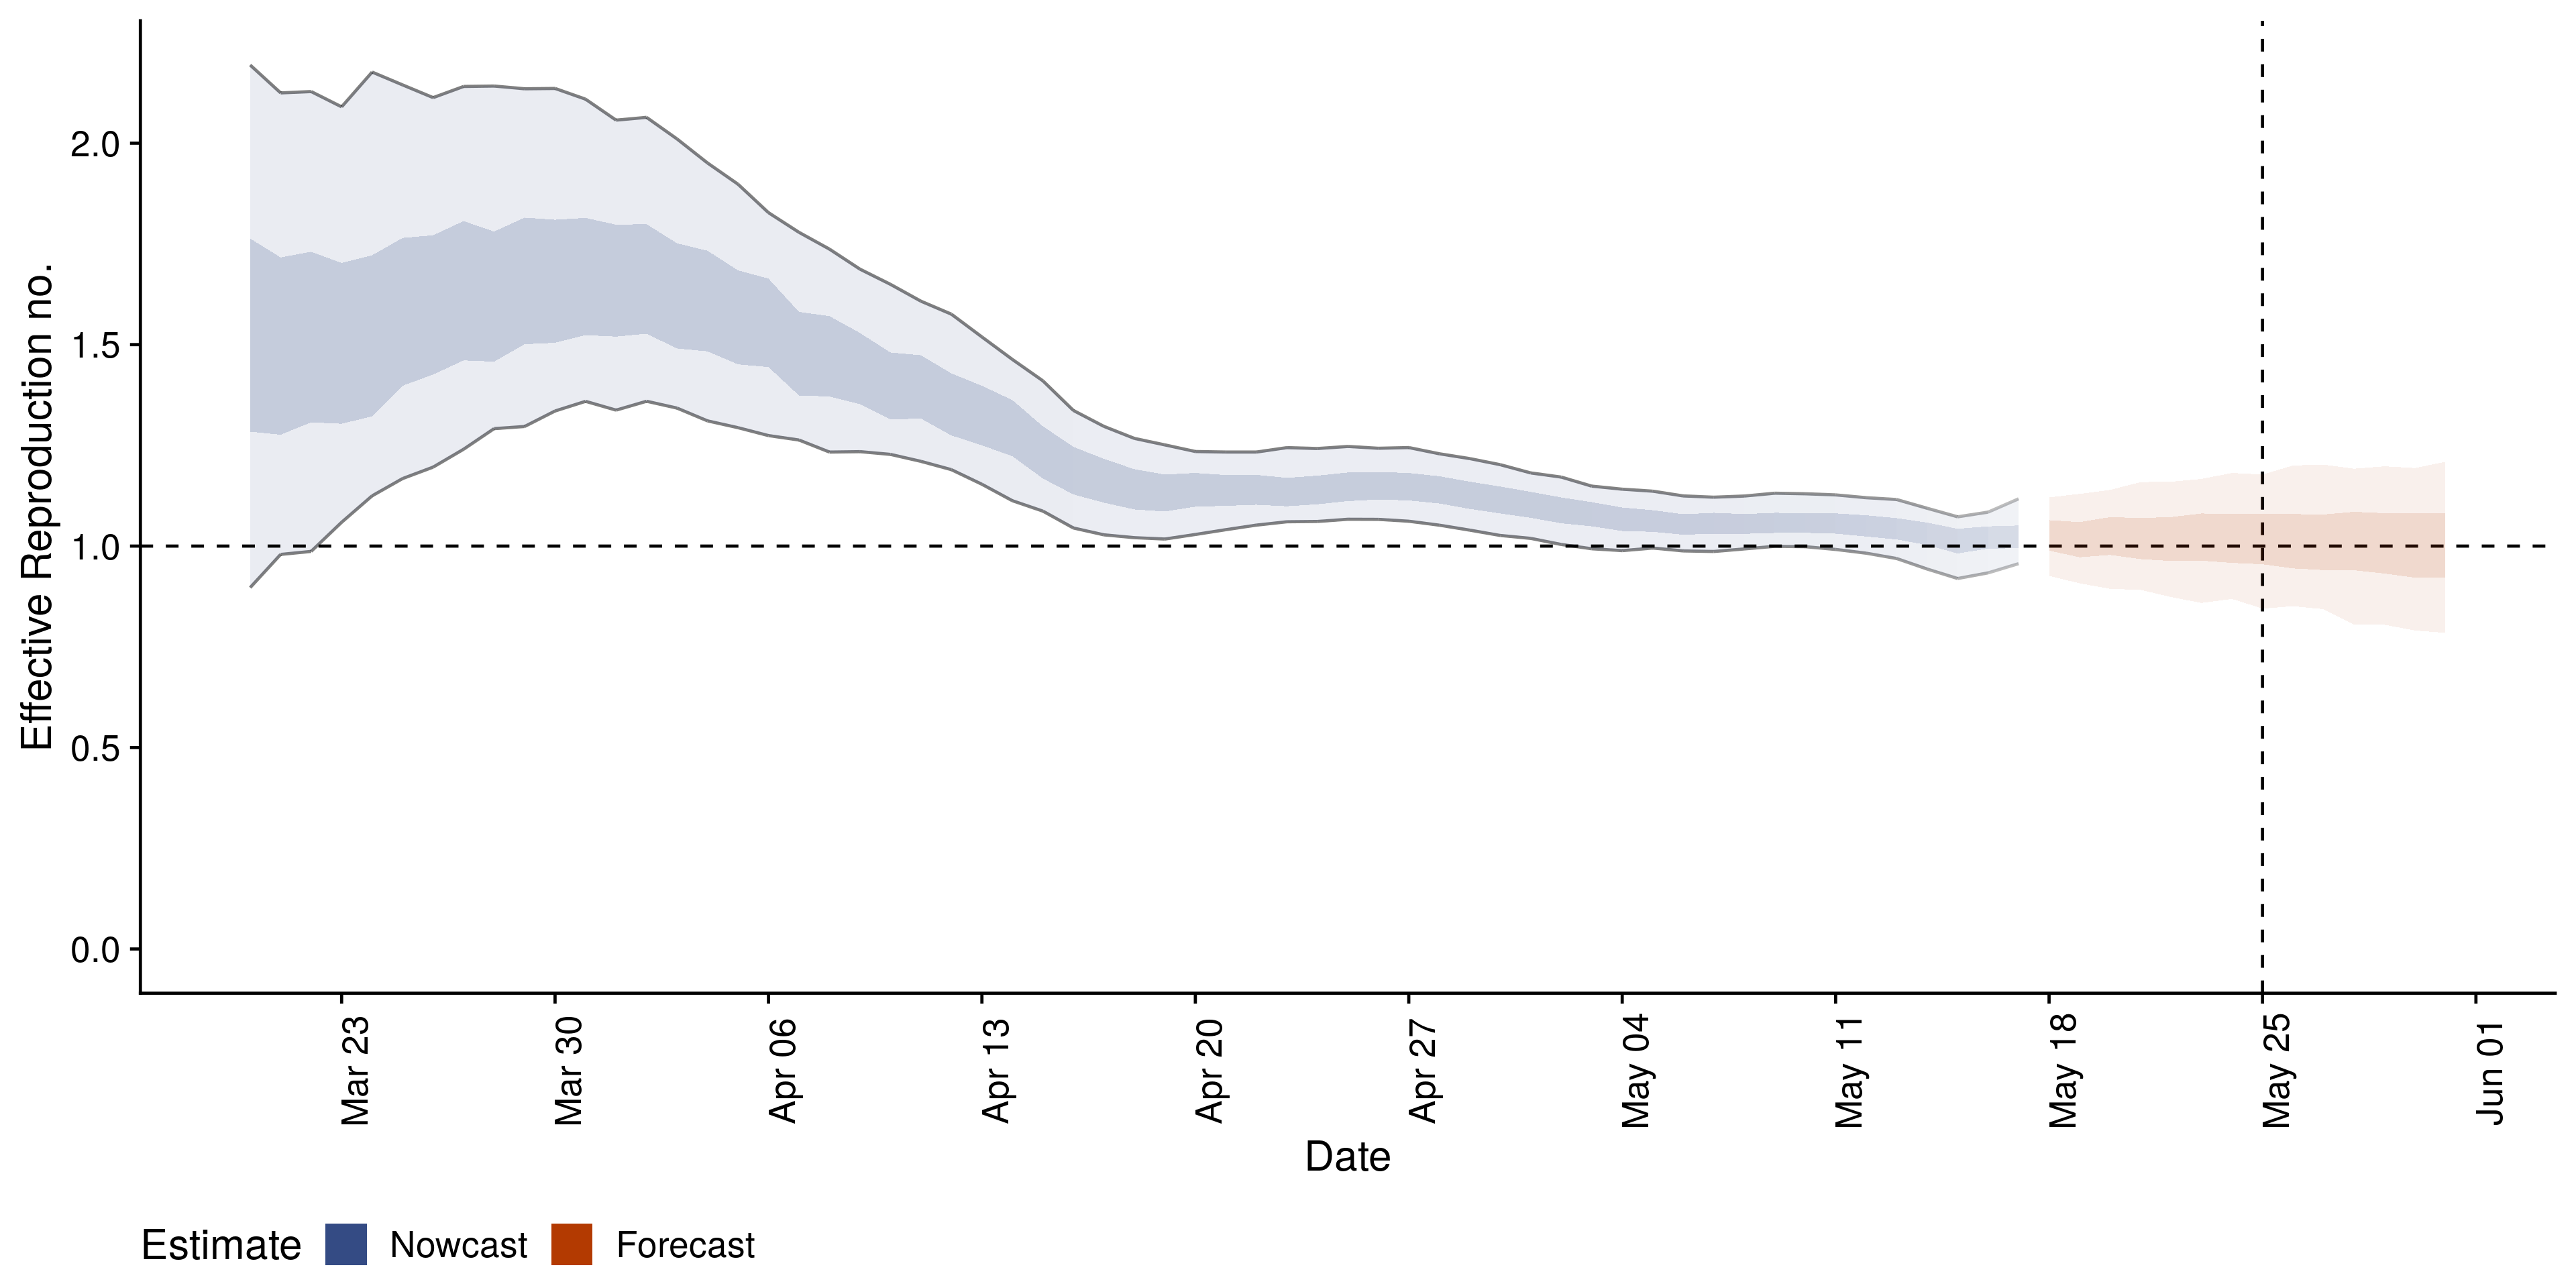 Effective Reproduction no.
2.0
1.5
1.0
0.5
0.0
Mar 23
Mar 30
Apr 06
Apr 13
Apr 20
Apr 27
May 04
May 11
May 18
May 25
Jun 01
Date
Estimate Nowcast Forecast